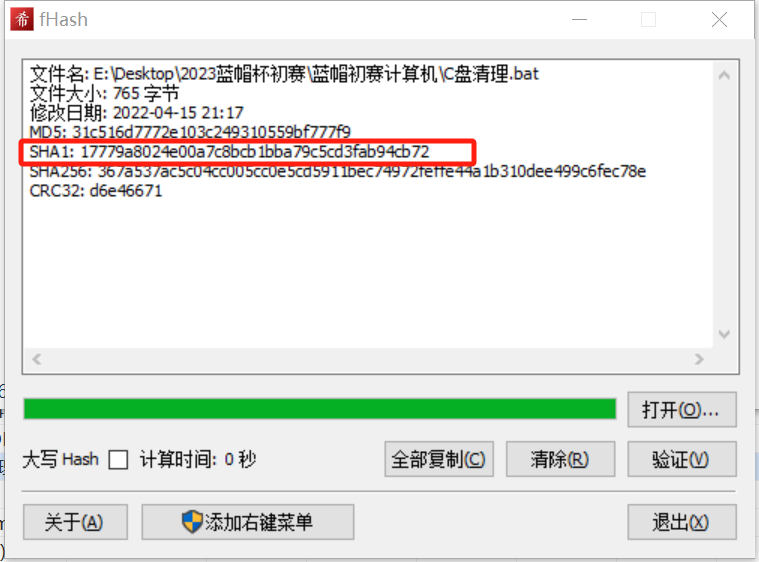 希 fHash
文件名: E:\Desktop\2023蓝帽杯初赛\蓝帽初赛计算机\C盘清理.bat
文件大小: 765 字节
修改日期: 2022-04-15 21:17
MD5: 31c516d7772e103c249310559bf777f9
SHA1: 17779a8024e00a7c8bcb1bba79c5cd3fab94cb72
SHA256: 367a537ac5c04cc005cc0e5cd5911bec74972feffe44a1b310dee499c6fec78e
CRC32: d6e46671
打开(O)...
大写 Hash 计算时间: 0 秒 全部复制(C) 清除(R) 验证(V)
关于(A) 添加右键菜单 退出(X)